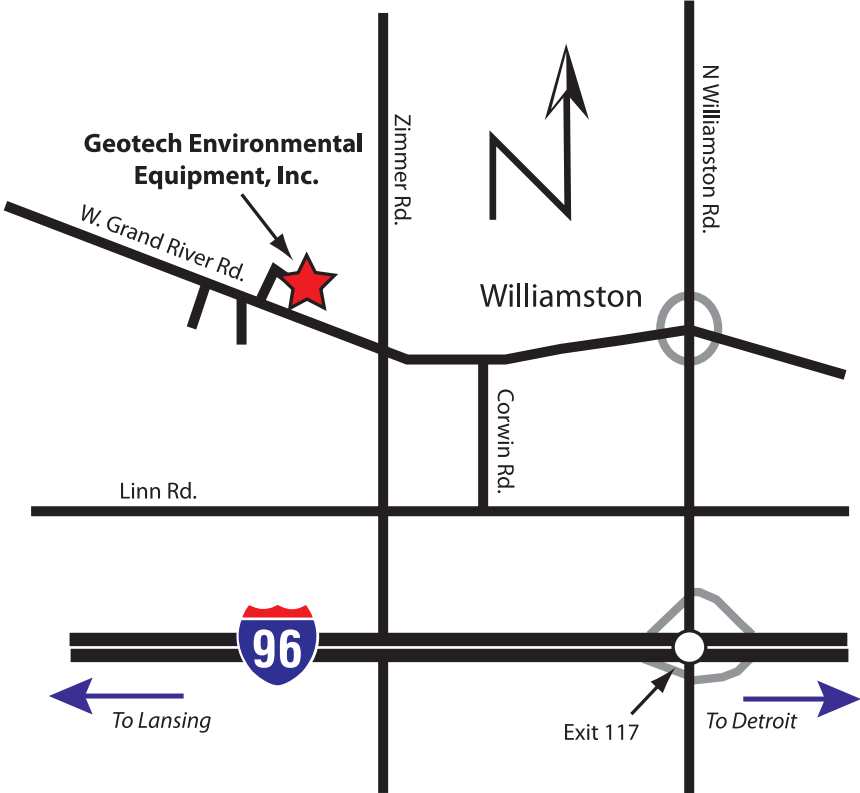 Geotech Environmental
Equipment, Inc.
W. Grand River Rd.
Zimmer Rd.
N
N Williamston Rd.
Williamston
Corwin Rd.
Linn Rd.
96
To Lansing
Exit 117
To Detroit